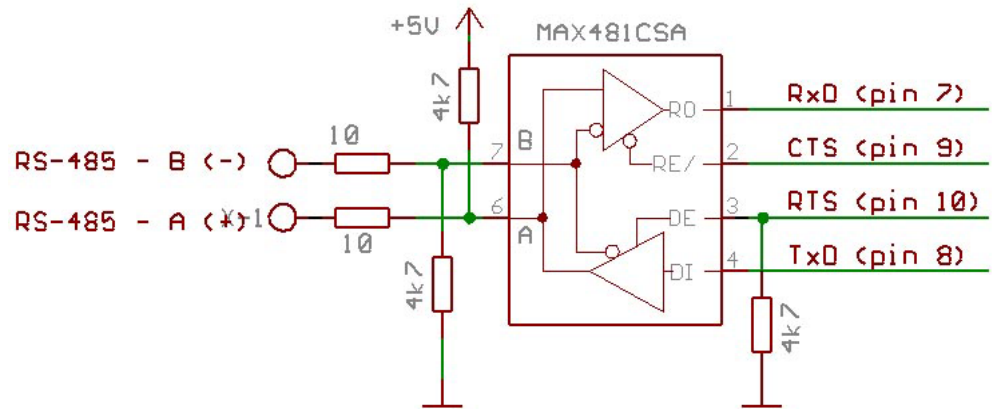 +5V
MAX481CSA
4k7
10
RS-485 - B (-)
7
B
RO
1
RxD (pin 7)
RE/
2
CTS (pin 9)
RS-485 - A (+)
X-1
10
6
A
DE
3
RTS (pin 10)
DI
4
TxD (pin 8)
4k7
4k7